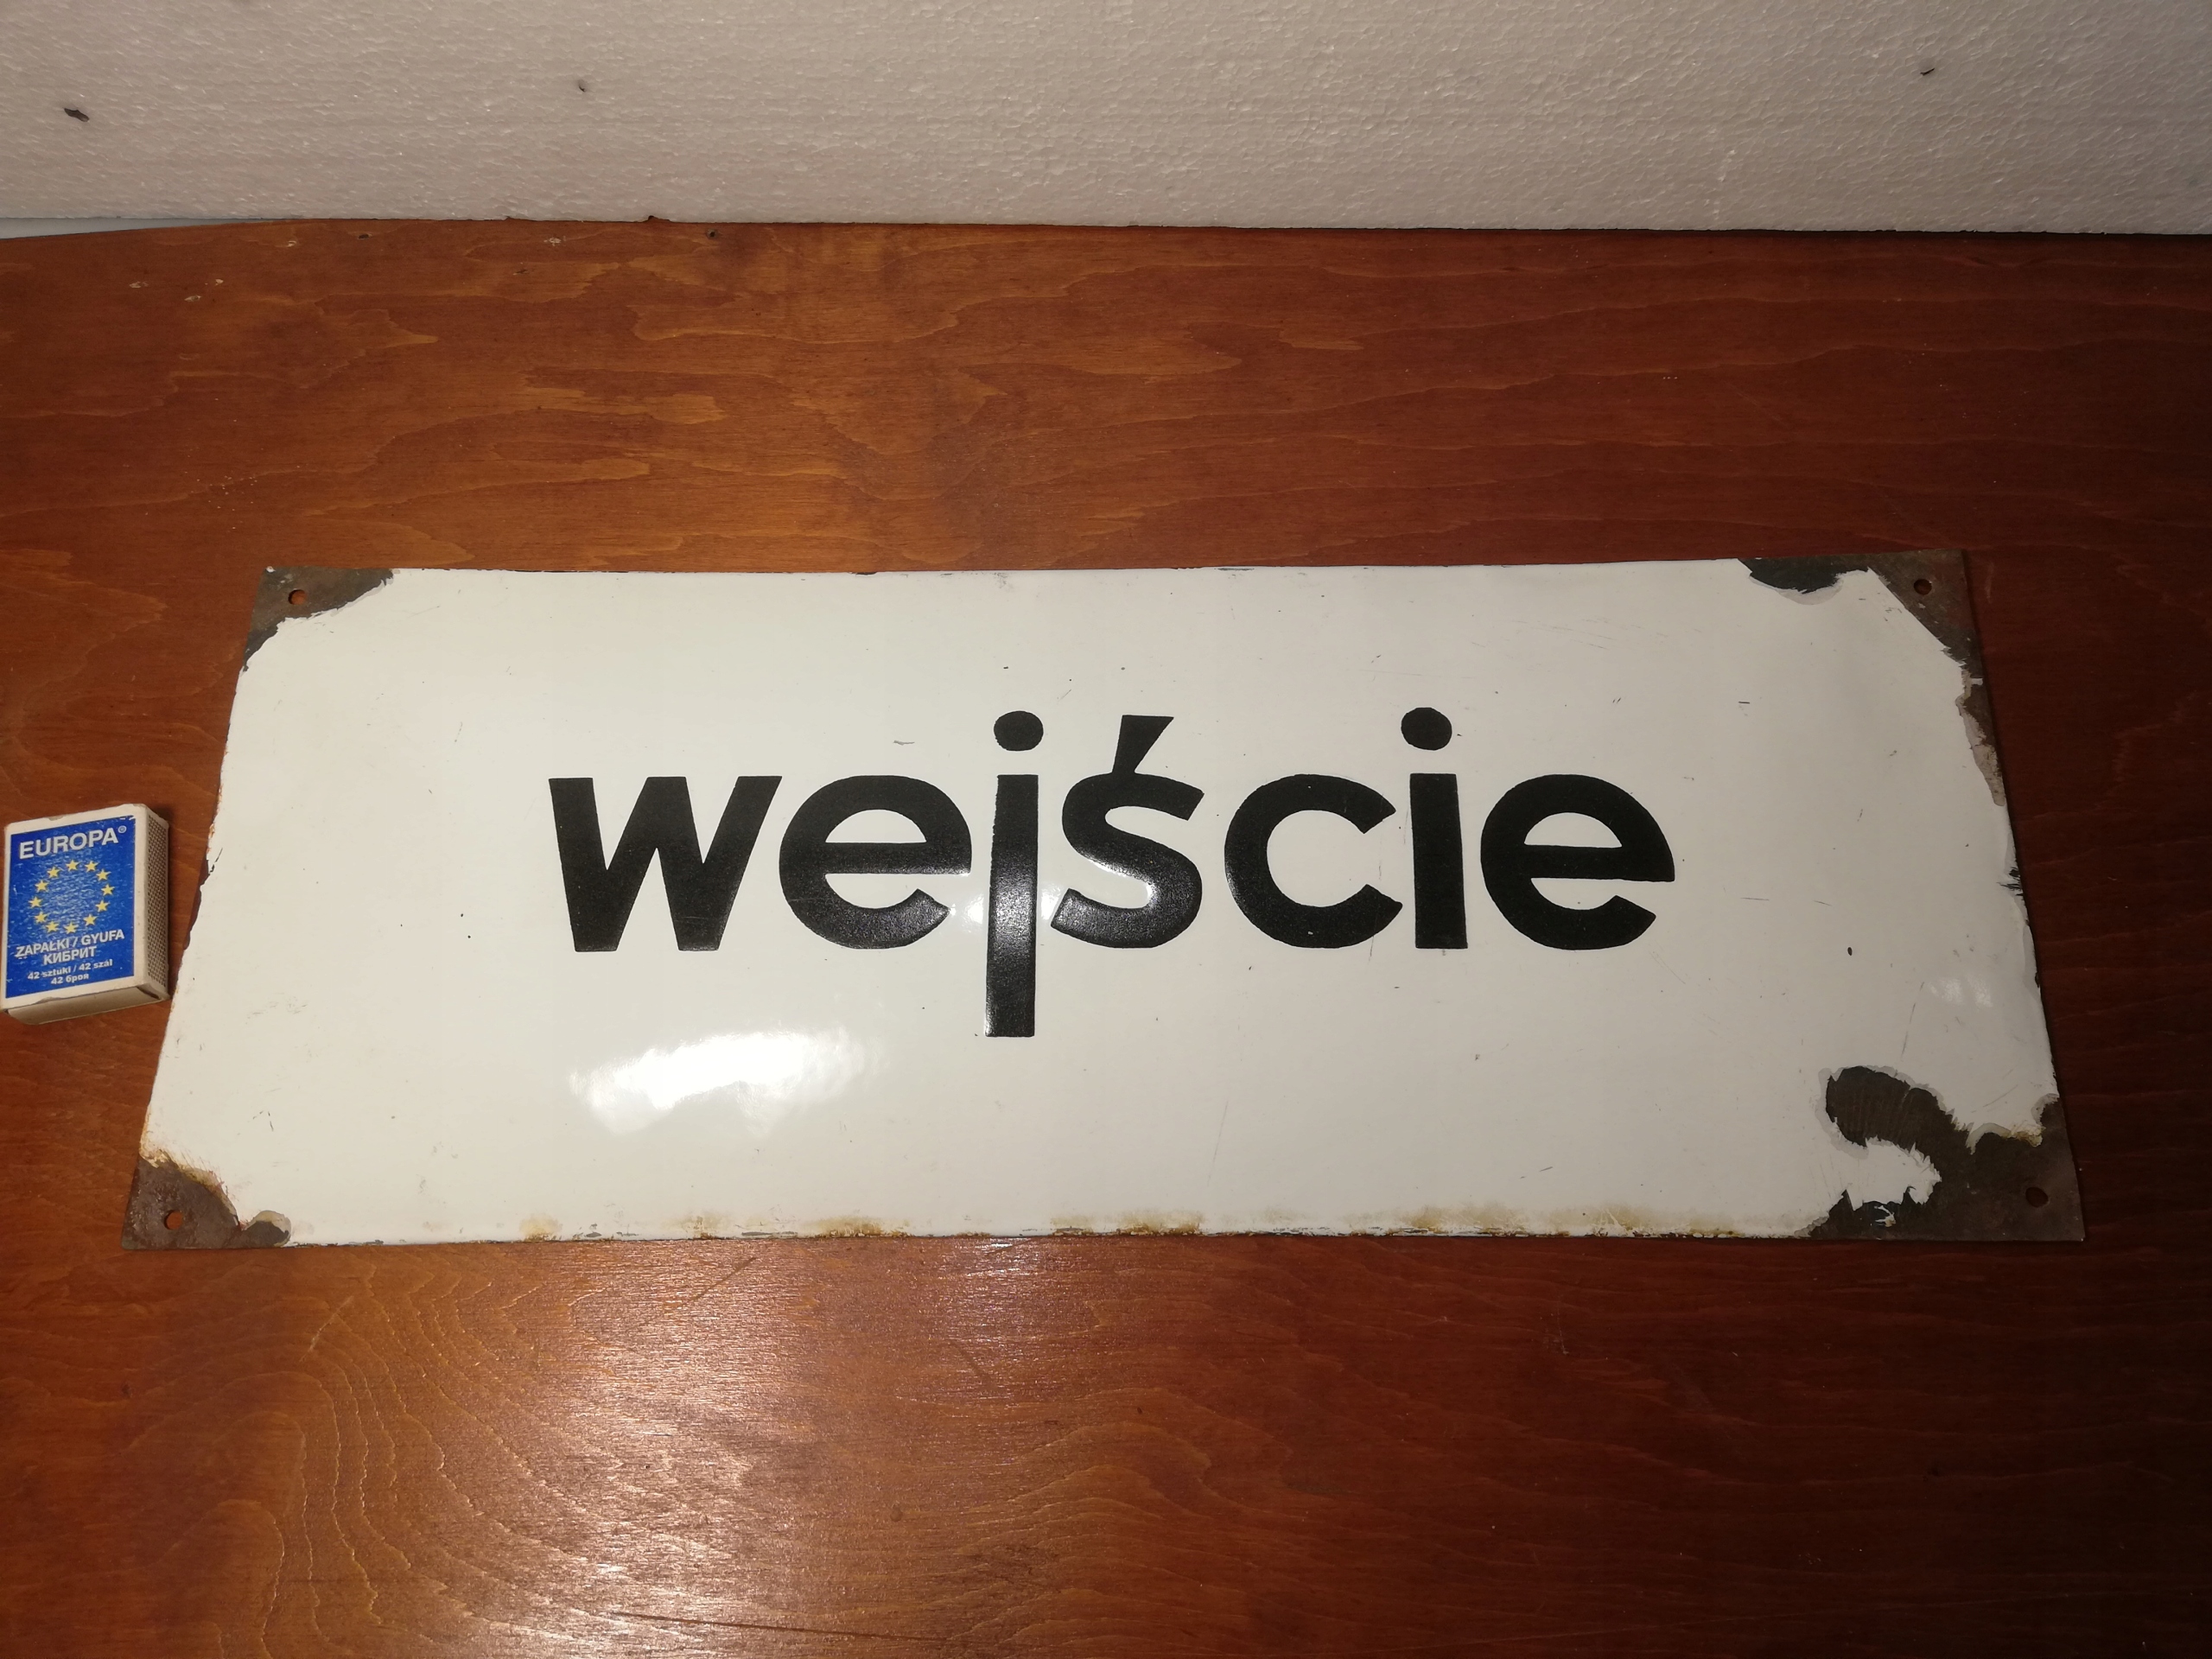 wejście
EUROPA®
ZAPAŁKI / GYUFA
КИБРИТ
42 sztuki / 42 szál
42 броя